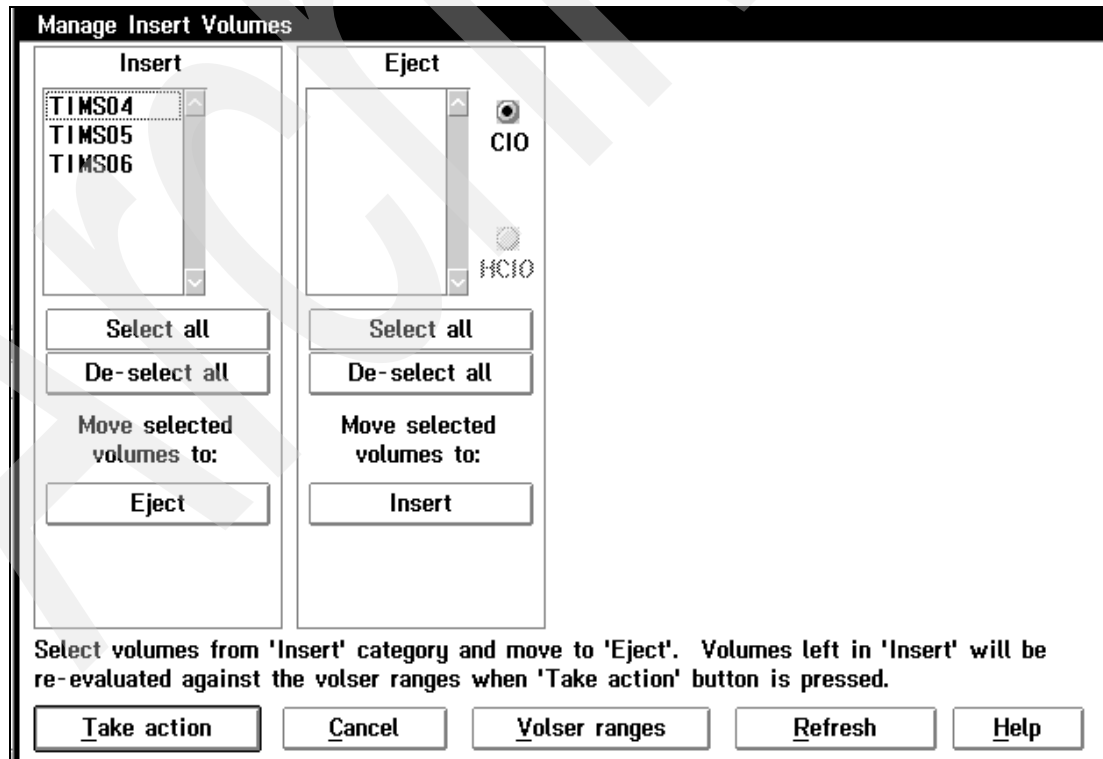 Manage Insert Volumes
Insert
TIMS04
TIMS05
TIMS06
Select all
De-select all
Move selected
volumes to:
Eject
Eject
CIO
HCIO
Select all
De-select all
Move selected
volumes to:
Insert
Select volumes from 'Insert' category and move to 'Eject'. Volumes left in 'Insert' will be
re-evaluated against the volser ranges when 'Take action' button is pressed.
Take action Cancel Volser ranges Refresh Help